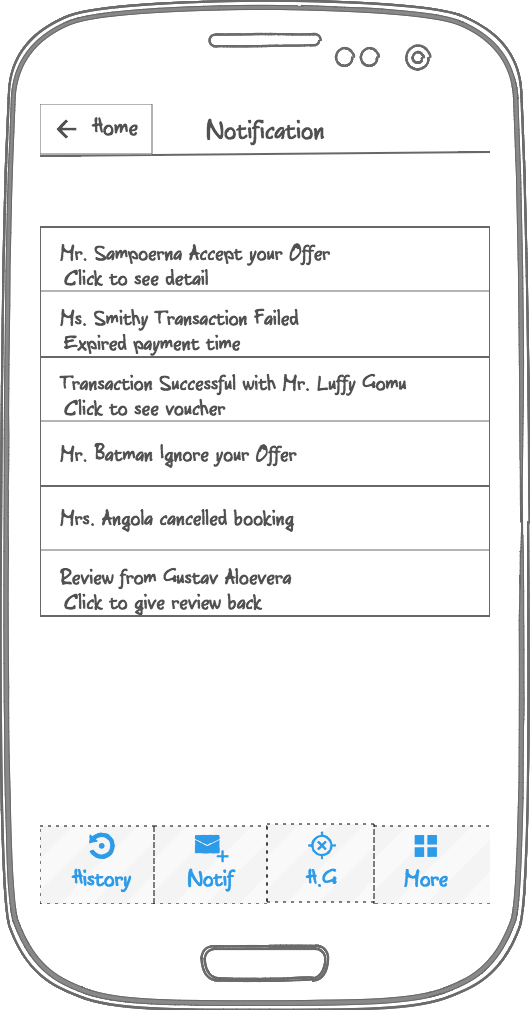 Home
Notification
Mr. Sampoerna Accept your Offer
Click to see detail
Ms. Smithy Transaction Failed
Expired payment time
Transaction Successful with Mr. Luffy Gomu
Click to see voucher
Mr. Batman Ignore your Offer
Mrs. Angola cancelled booking
Review from Gustav Aloevera
Click to give review back
History
Notif
H.G
More